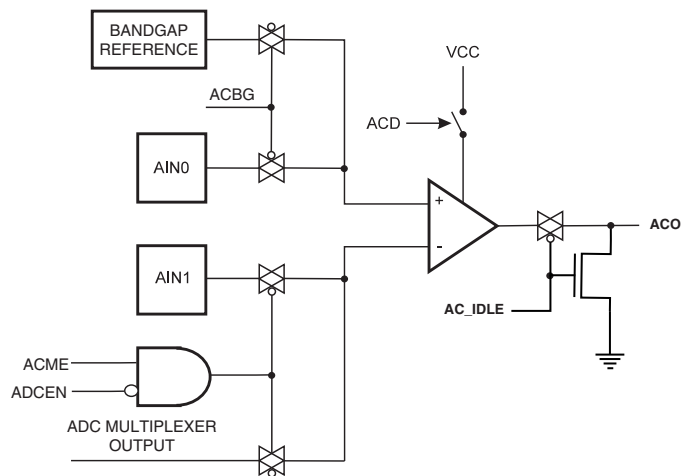 BANDGAP
REFERENCE
VCC
ACBG
ACD
AIN0
+
-
ACO
AIN1
AC_IDLE
ACME
ADCEN
ADC MULTIPLEXER
OUTPUT